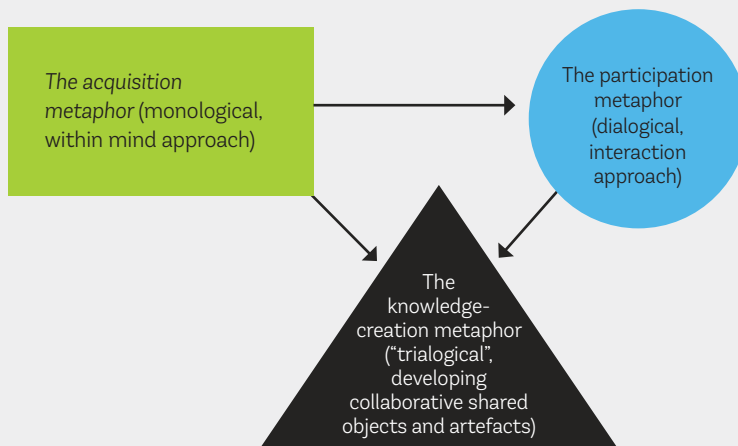 The acquisition
metaphor (monological,
within mind approach)
The participation
metaphor
(dialogical,
interaction
approach)
The
knowledge-
creation metaphor
(“trialogical”,
developing
collaborative shared
objects and artefacts)